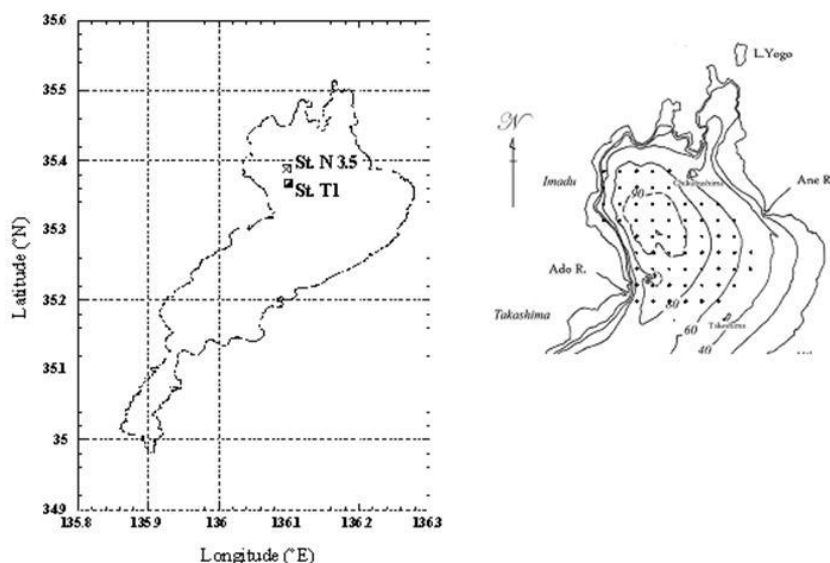 35.6
35.5
35.4
35.3
35.2
35.1
35
34.9
Latitude (°N)
St. N 3.5
St. T1
135.8 135.9 136 136.1 136.2 136.3
Longitude (°E)
L.Yogo
N
Imadu
90
Ane R
Ado R.
80
Takashima
60
40